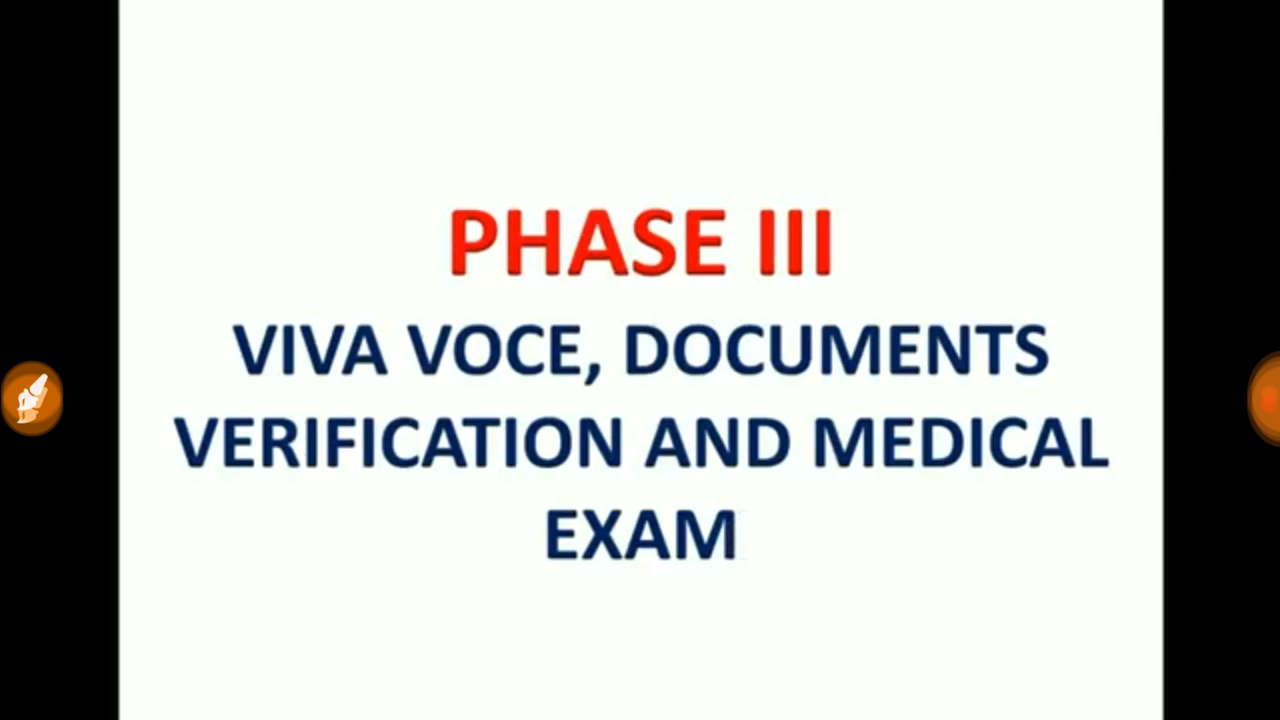 PHASE III
VIVA VOCE, DOCUMENTS
VERIFICATION AND MEDICAL
EXAM